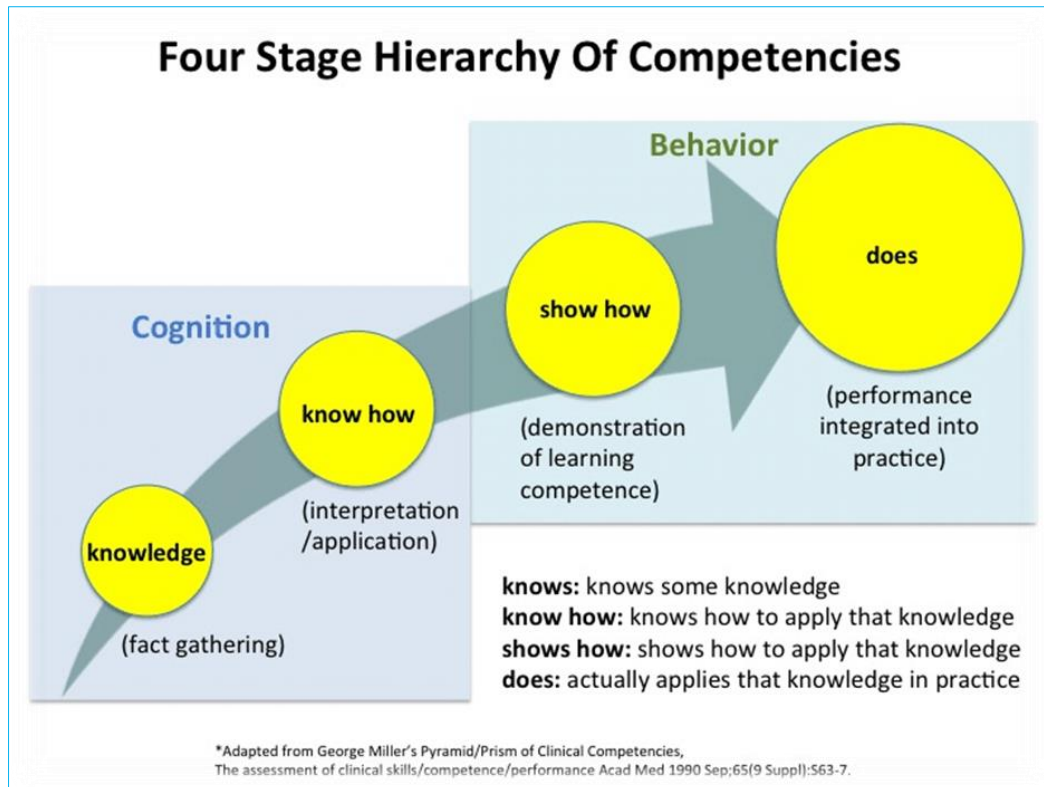 Four Stage Hierarchy Of Competencies
Behavior
does
show how
Cognition
know how
(performance
integrated into
practice)
(demonstration
of learning
competence)
(interpretation
/application)
knowledge
(fact gathering)
knows: knows some knowledge
know how: knows how to apply that knowledge
shows how: shows how to apply that knowledge
does: actually applies that knowledge in practice
*Adapted from George Miller's Pyramid/Prism of Clinical Competencies,
The assessment of clinical skills/competence/performance Acad Med 1990 Sep;65(9 Suppl):S63-7.